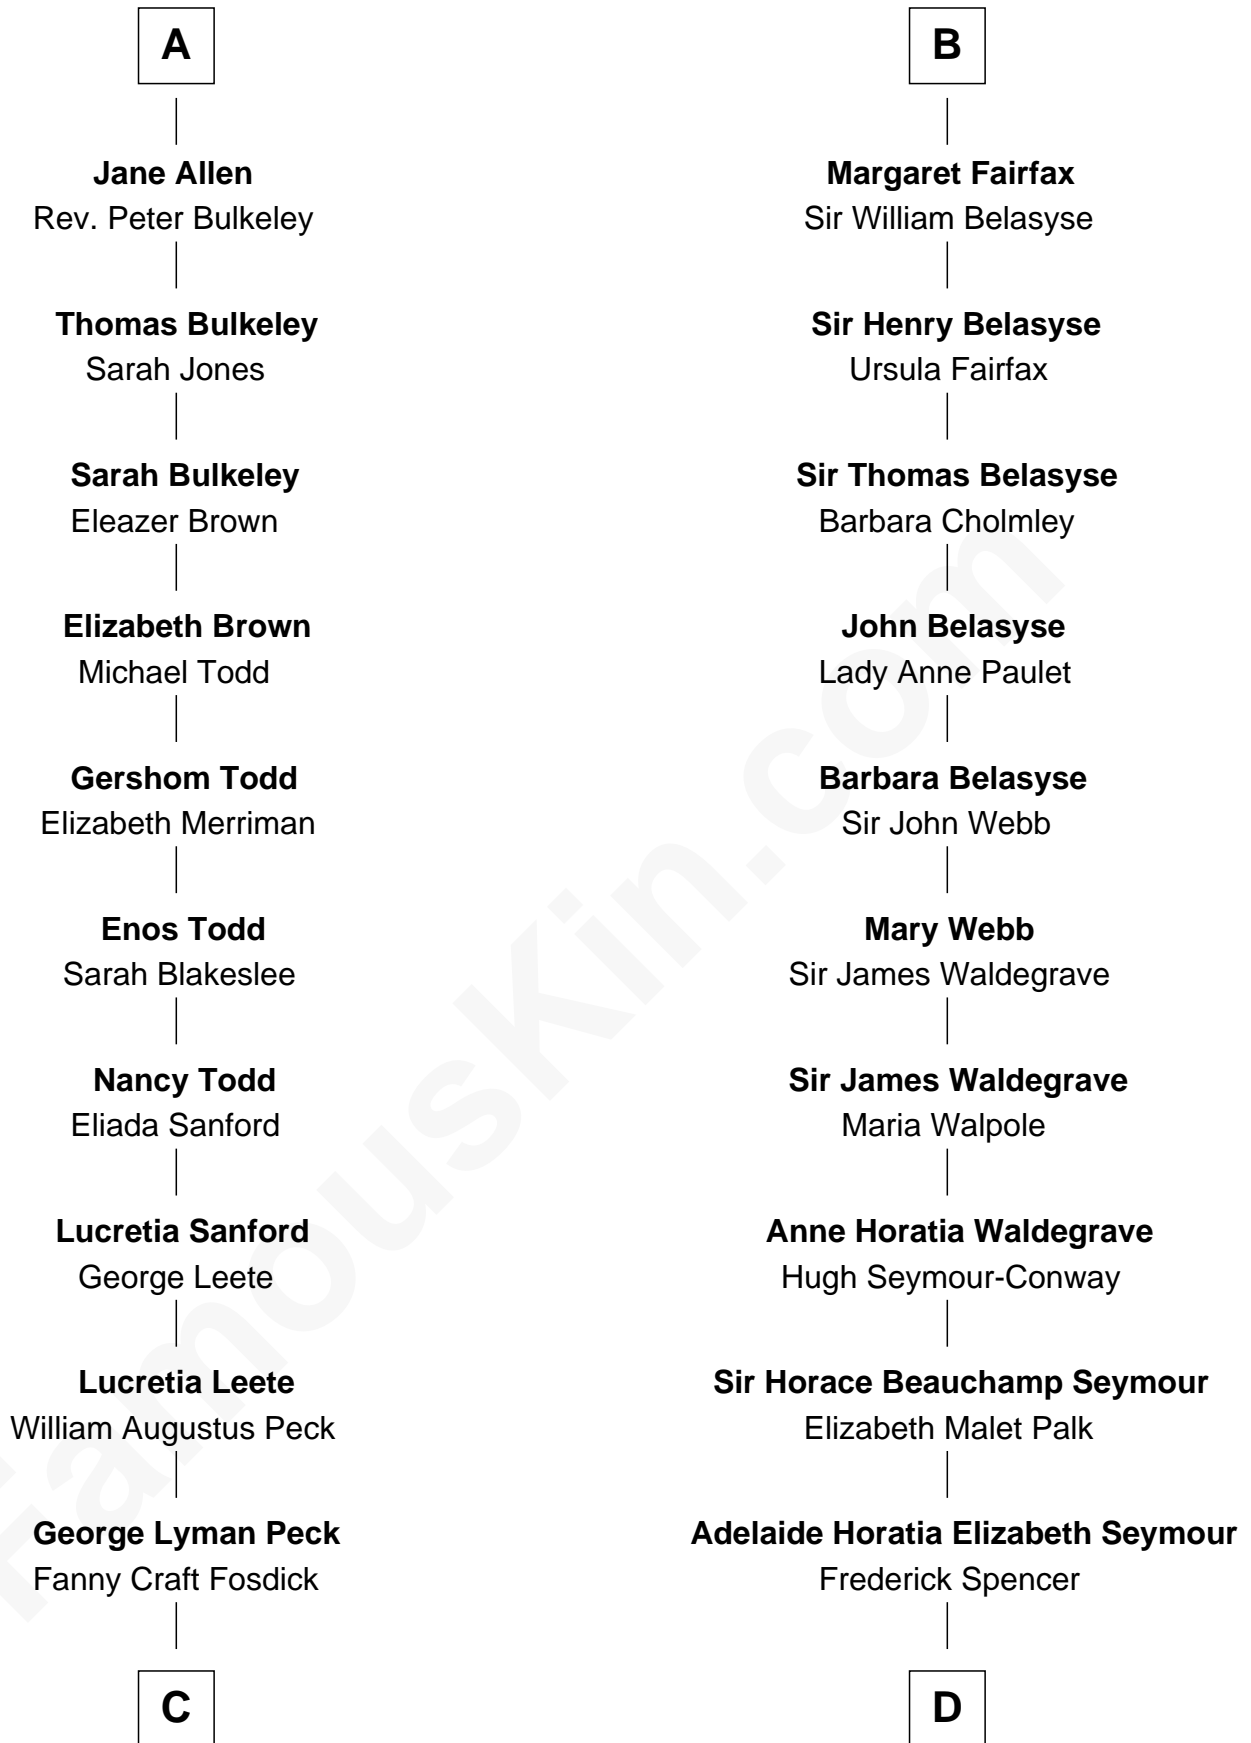 A
Jane Allen
Rev. Peter Bulkeley
Thomas Bulkeley
Sarah Jones
Sarah Bulkeley
Eleazer Brown
Elizabeth Brown
Michael Todd
Gershom Todd
Elizabeth Merriman
Enos Todd
Sarah Blakeslee
Nancy Todd
Eliada Sanford
Lucretia Sanford
George Leete
Lucretia Leete
William Augustus Peck
George Lyman Peck
Fanny Craft Fosdick
C
B
Margaret Fairfax
Sir William Belasyse
Sir Henry Belasyse
Ursula Fairfax
Sir Thomas Belasyse
Barbara Cholmley
John Belasyse
Lady Anne Paulet
Barbara Belasyse
Sir John Webb
Mary Webb
Sir James Waldegrave
Sir James Waldegrave
Maria Walpole
Anne Horatia Waldegrave
Hugh Seymour-Conway
Sir Horace Beauchamp Seymour
Elizabeth Malet Palk
Adelaide Horatia Elizabeth Seymour
Frederick Spencer
D
FamousKin.com